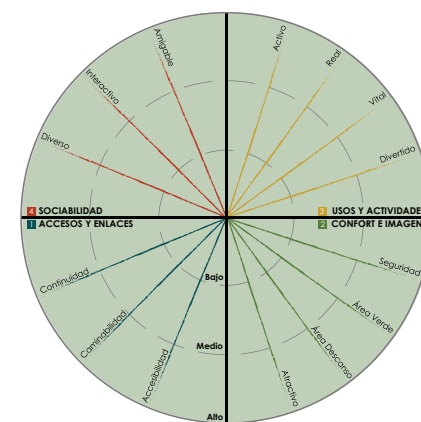 Amigable
Activo
Interactivo
Real
Diverso
Vital
Divertido
4 SOCIABILIDAD
3 USOS Y ACTIVIDADE
1 ACCESOS Y ENLACES
2 CONFORT E IMAGEN
Continuidad
Seguridad
Bajo
Caminabilidad
Área Verde
Medio
Área Descanso
Accesibilidad
Atractivo
Alto